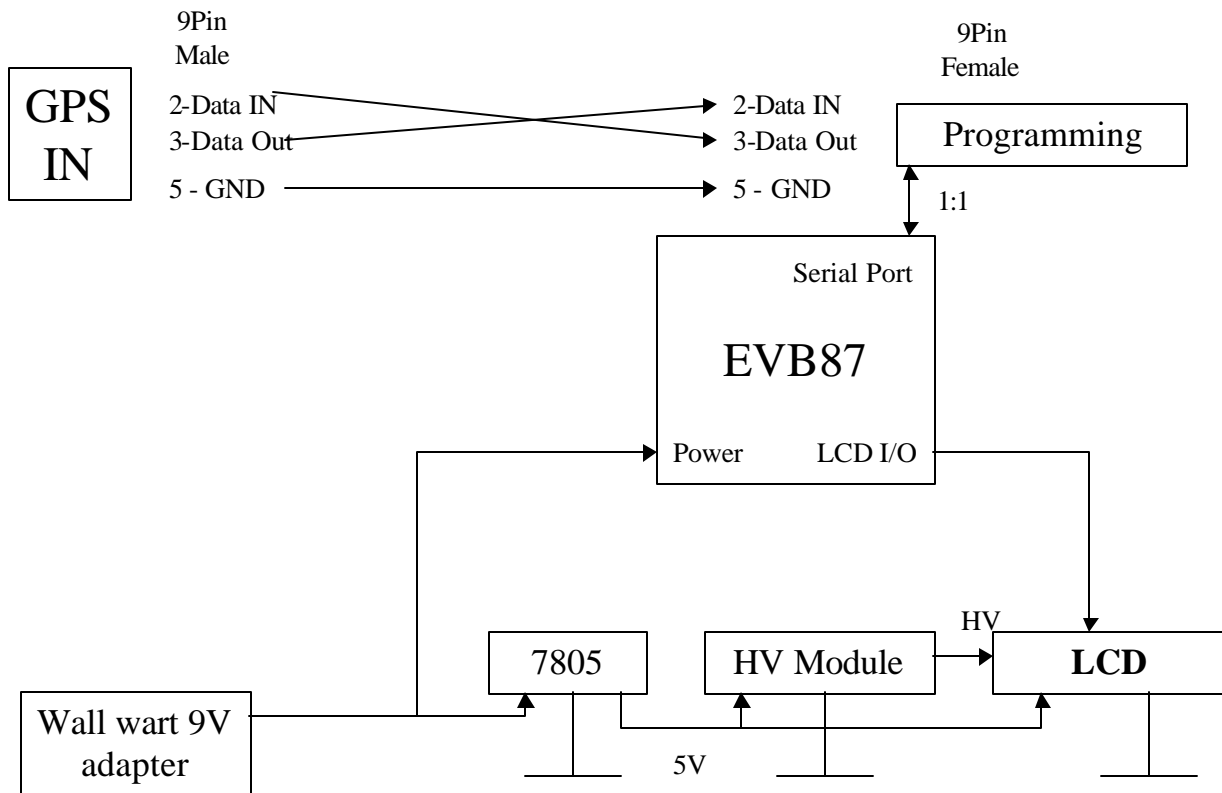 9Pin
Male
9Pin
Female
GPS
IN
2-Data IN
3-Data Out
5 - GND
2-Data IN
3-Data Out
5 - GND
Programming
1:1
Serial Port
EVB87
Power
LCD I/O
HV
7805
HV Module
LCD
Wall wart 9V
adapter
5V